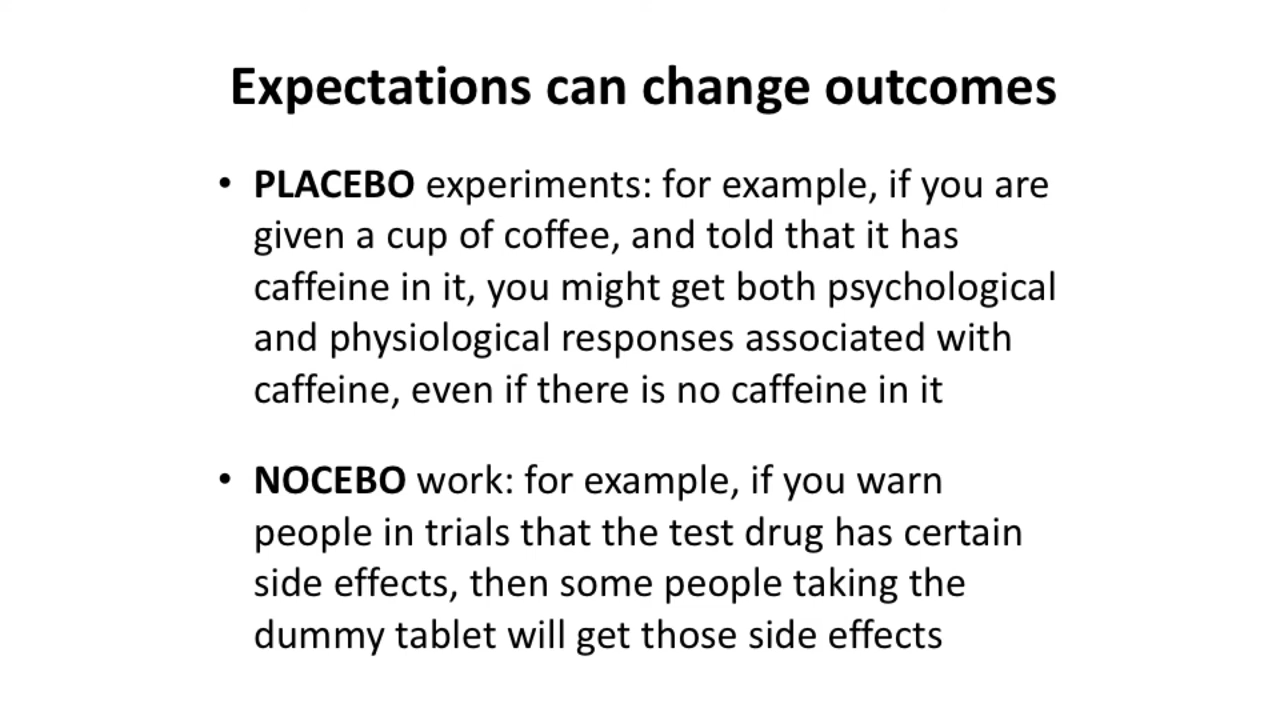 Expectations can change outcomes
• PLACEBO experiments: for example, if you are
given a cup of coffee, and told that it has
caffeine in it, you might get both psychological
and physiological responses associated with
caffeine, even if there is no caffeine in it
• NOCEBO work: for example, if you warn
people in trials that the test drug has certain
side effects, then some people taking the
dummy tablet will get those side effects